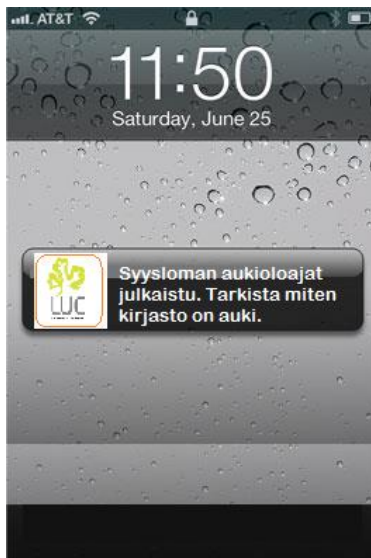 AT&T
11:50
Saturday, June 25
Syysloman aukioloajat
julkaistu. Tarkista miten
kirjasto on auki.
LUC